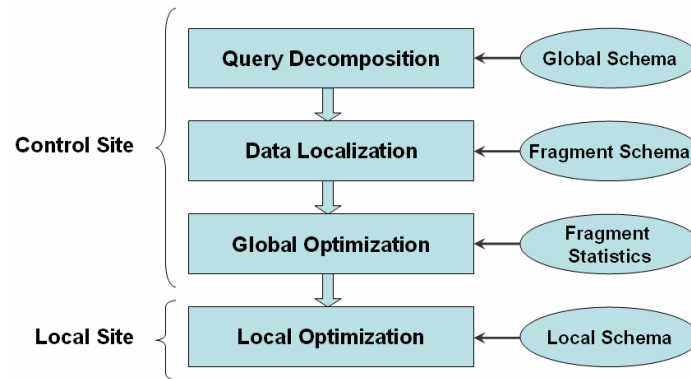 Query Decomposition
Global Schema
Control Site
Data Localization
Fragment Schema
Global Optimization
Fragment
Statistics
Local Site
Local Optimization
Local Schema